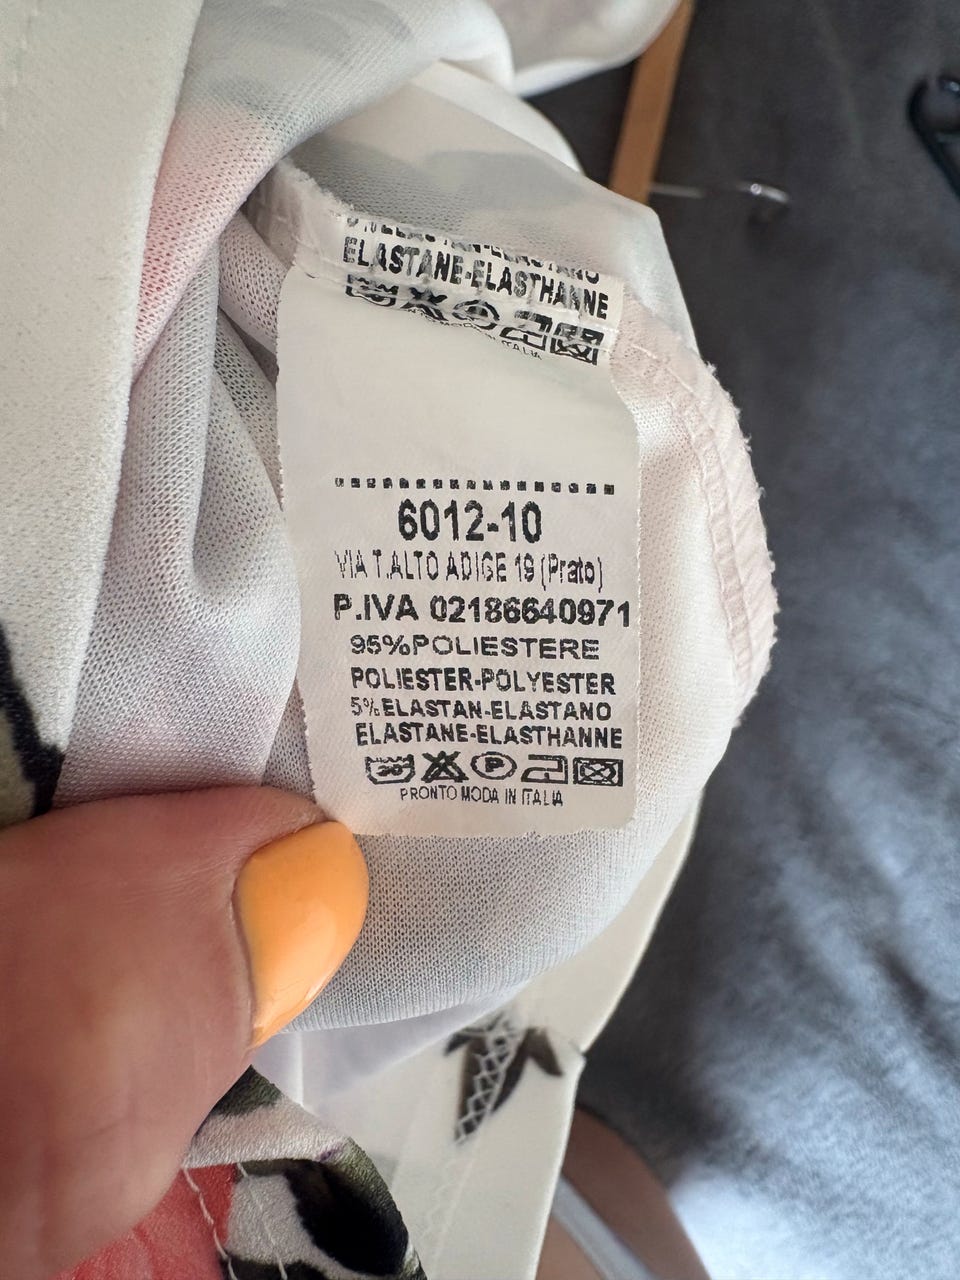 ELASTANE-ELASTHANNE
6012-10
VIA T.ALTO ADIGE 19 (Prato)
P.IVA 02186640971
95%POLIESTERE
POLIESTER-POLYESTER
5%ELASTAN-ELASTANO
ELASTANE-ELASTHANNE
30
P
PRONTO MODA IN ITALIA